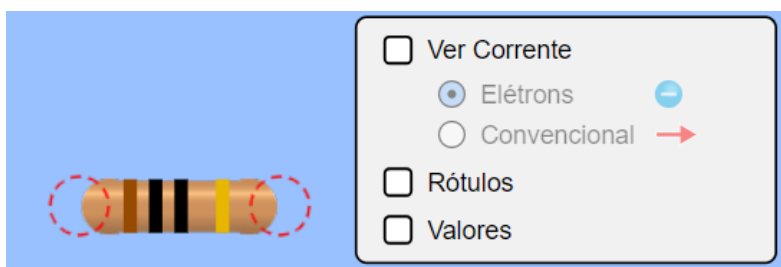 Ver Corrente
Elétrons
Convencional
Rótulos
Valores